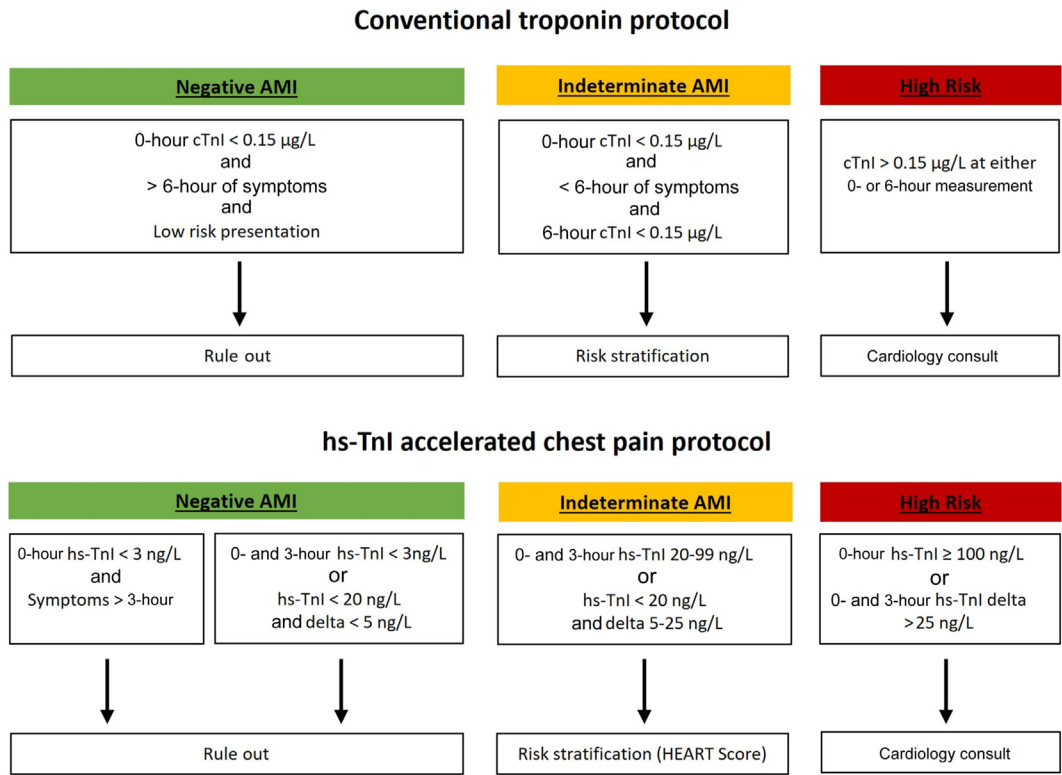 Conventional troponin protocol
Negative AMI
0-hour cTnI < 0.15 µg/L
and
> 6-hour of symptoms
and
Low risk presentation
Rule out
Indeterminate AMI
0-hour cTnI < 0.15 µg/L
and
< 6-hour of symptoms
and
6-hour cTnI < 0.15 µg/L
Risk stratification
High Risk
cTnI > 0.15 µg/L at either
0- or 6-hour measurement
Cardiology consult
hs-TnI accelerated chest pain protocol
Negative AMI
0-hour hs-TnI < 3 ng/L
and
Symptoms > 3-hour
0- and 3-hour hs-TnI < 3ng/L
or
hs-TnI < 20 ng/L
and delta < 5 ng/L
Rule out
Indeterminate AMI
0- and 3-hour hs-TnI 20-99 ng/L
or
hs-TnI < 20 ng/L
and delta 5-25 ng/L
Risk stratification (HEART Score)
High Risk
0-hour hs-TnI ≥ 100 ng/L
or
0- and 3-hour hs-TnI delta
>25 ng/L
Cardiology consult